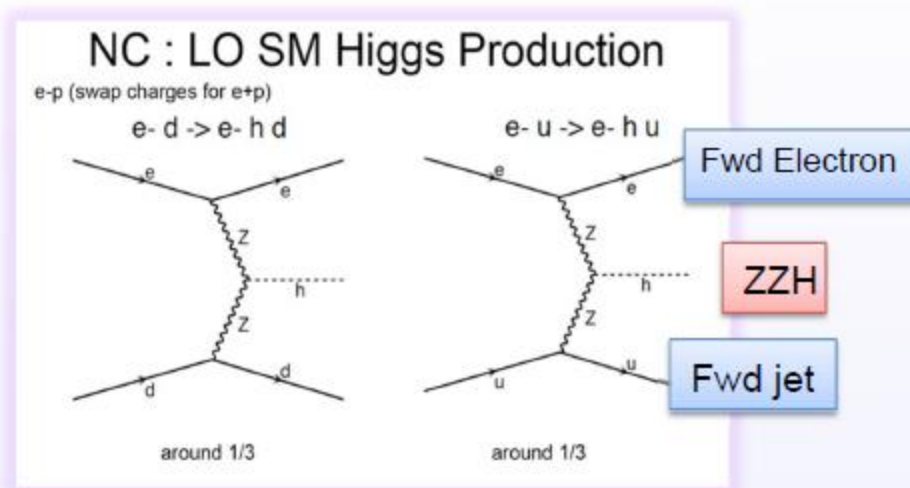 NC : LO SM Higgs Production
e-p (swap charges for e+p)
e- d -> e- h d
e- u -> e- h u
e
e
Z
h
Z
d
d
around 1/3
e
e
Z
h
Z
u
u
around 1/3
Fwd Electron
ZZH
Fwd jet